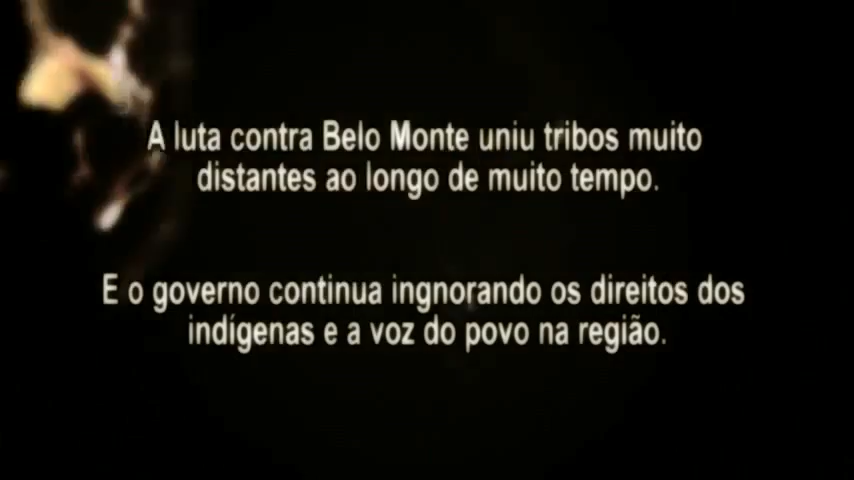 A luta contra Belo Monte uniu tribos muito
distantes ao longo de muito tempo.
E o governo continua ingnorando os direitos dos
indígenas e a voz do povo na região.